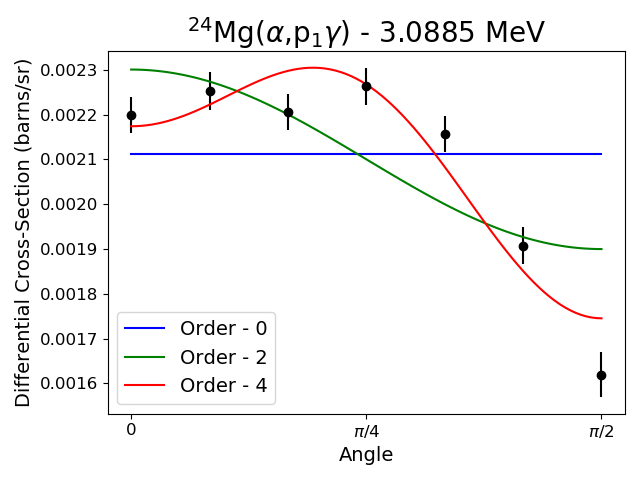 ²⁴Mg(α,p₁γ) - 3.0885 MeV
Differential Cross-Section (barns/sr)
0.0023
0.0022
0.0021
0.0020
0.0019
0.0018
0.0017
0.0016
Order - 0
Order - 2
Order - 4
0
π/4
π/2
Angle